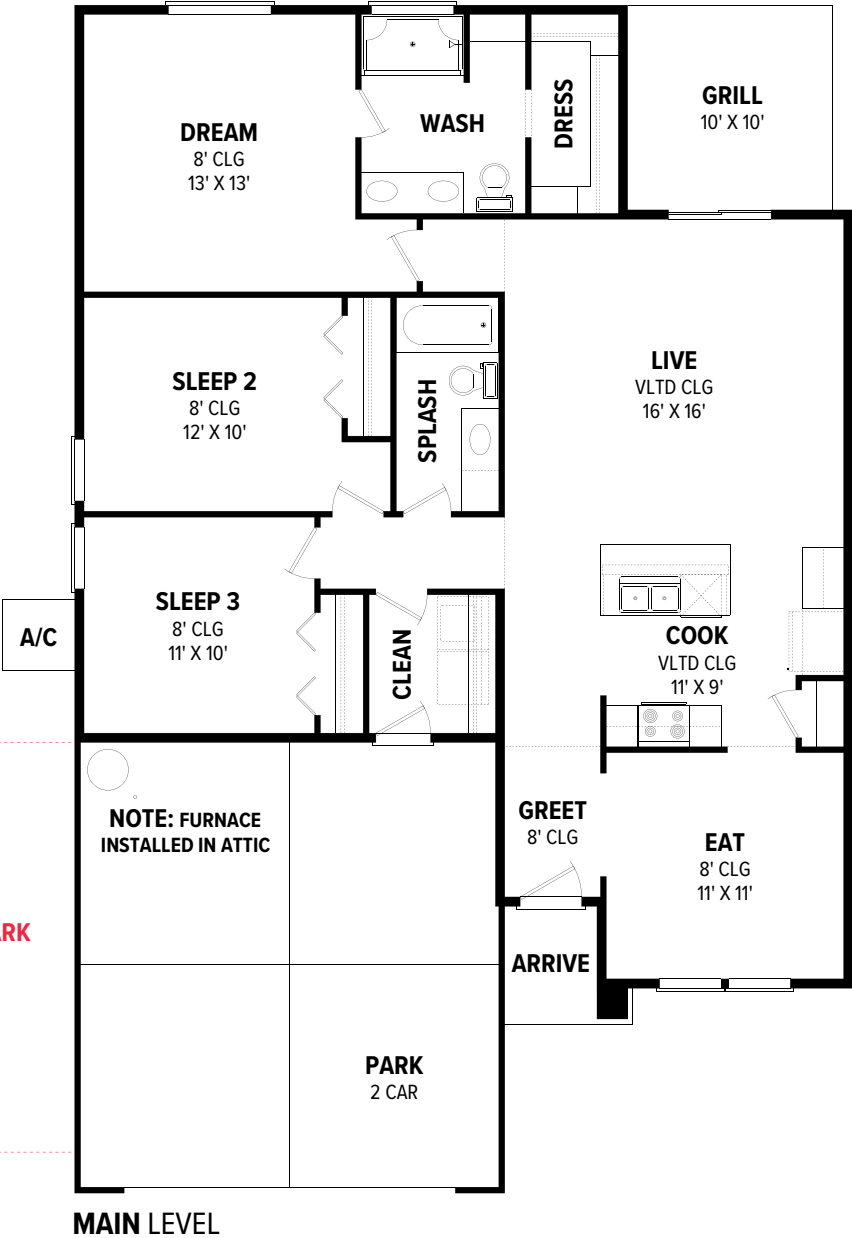 DREAM
8' CLG
13' X 13'
WASH
DRESS
GRILL
10' X 10'
SLEEP 2
8' CLG
12' X 10'
SPLASH
LIVE
VLTD CLG
16' X 16'
SLEEP 3
8' CLG
11' X 10'
A/C
CLEAN
COOK
VLTD CLG
11' X 9'
NOTE: FURNACE
INSTALLED IN ATTIC
GREET
8' CLG
EAT
8' CLG
11' X 11'
RK
ARRIVE
PARK
2 CAR
MAIN LEVEL